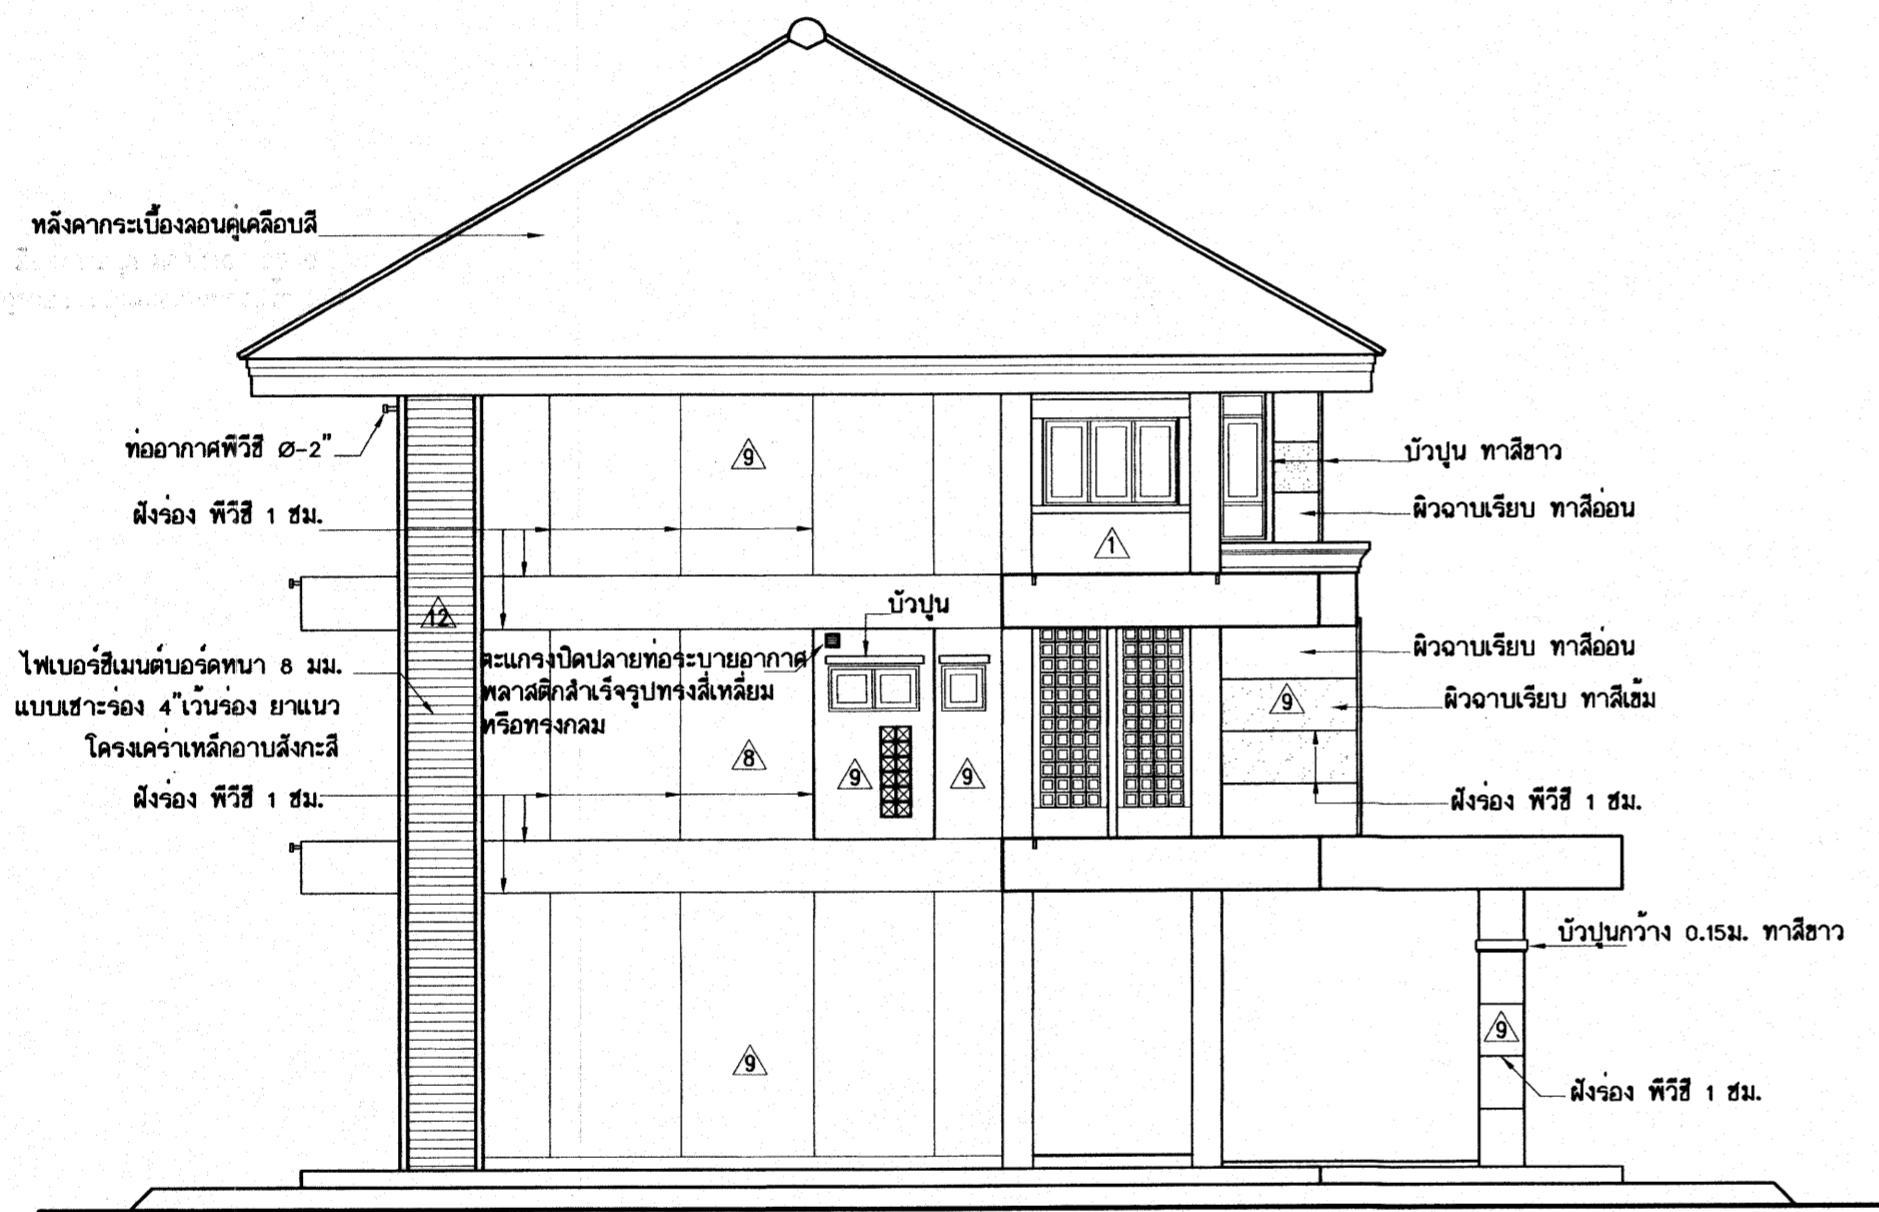 หลังคากระเบื้องลอนคู่เคลือบสี
ท่ออากาศพีวีซี Ø-2"
9
บัวปูน ทาสีขาว
ฝังร่อง พีวีซี 1 ซม.
ผิวฉาบเรียบ ทาสีอ่อน
1
12
บัวปูน
ไฟเบอร์ซีเมนต์บอร์ดหนา 8 มม.
แบบเซาะร่อง 4"เว้นร่อง ยาแนว
โครงเคร่าเหล็กอาบสังกะสี
ตะแกรงปิดปลายท่อระบายอากาศ
พลาสติกสำเร็จรูปทรงสี่เหลี่ยม
หรือทรงกลม
ผิวฉาบเรียบ ทาสีอ่อน
ผิวฉาบเรียบ ทาสีเข้ม
9
8
9
9
ฝังร่อง พีวีซี 1 ซม.
ฝังร่อง พีวีซี 1 ซม.
บัวปูนกว้าง 0.15ม. ทาสีขาว
9
9
ฝังร่อง พีวีซี 1 ซม.